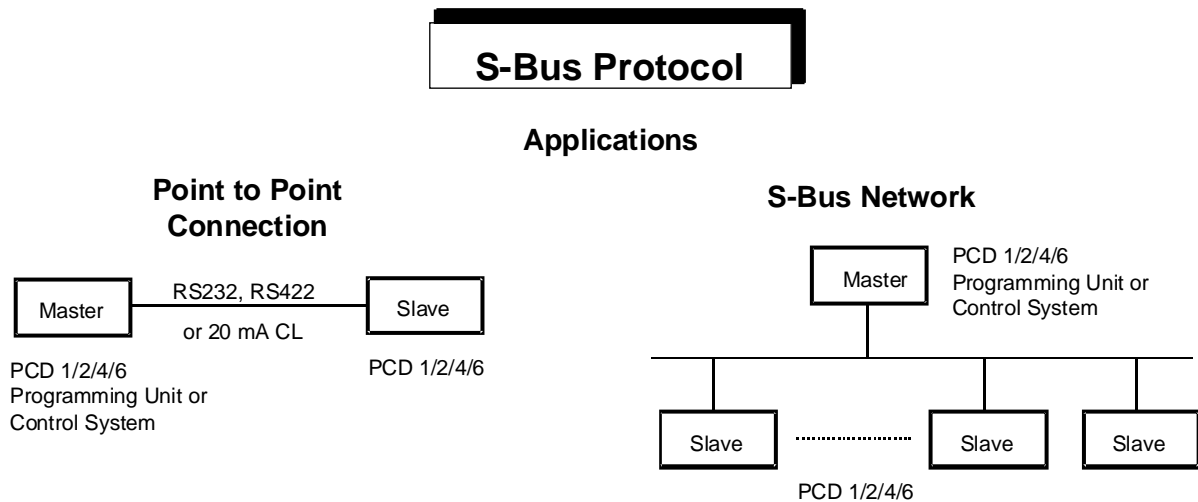 S-Bus Protocol
Applications
Point to Point
Connection
Master
RS232, RS422
or 20 mA CL
Slave
PCD 1/2/4/6
Programming Unit or
Control System
PCD 1/2/4/6
S-Bus Network
Master
PCD 1/2/4/6
Programming Unit or
Control System
Slave
Slave
Slave
PCD 1/2/4/6